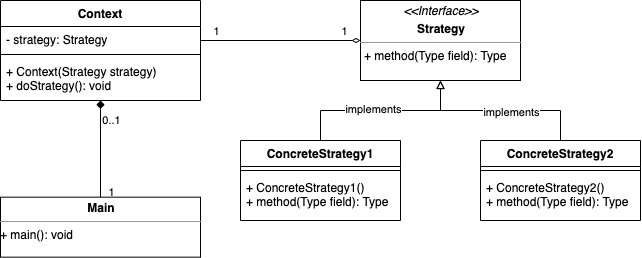 Context
- strategy: Strategy
+ Context(Strategy strategy)
+ doStrategy(): void
1
1
<<Interface>>
Strategy
+ method(Type field): Type
0..1
1
Main
+ main(): void
implements
implements
ConcreteStrategy1
+ ConcreteStrategy1()
+ method(Type field): Type
ConcreteStrategy2
+ ConcreteStrategy2()
+ method(Type field): Type